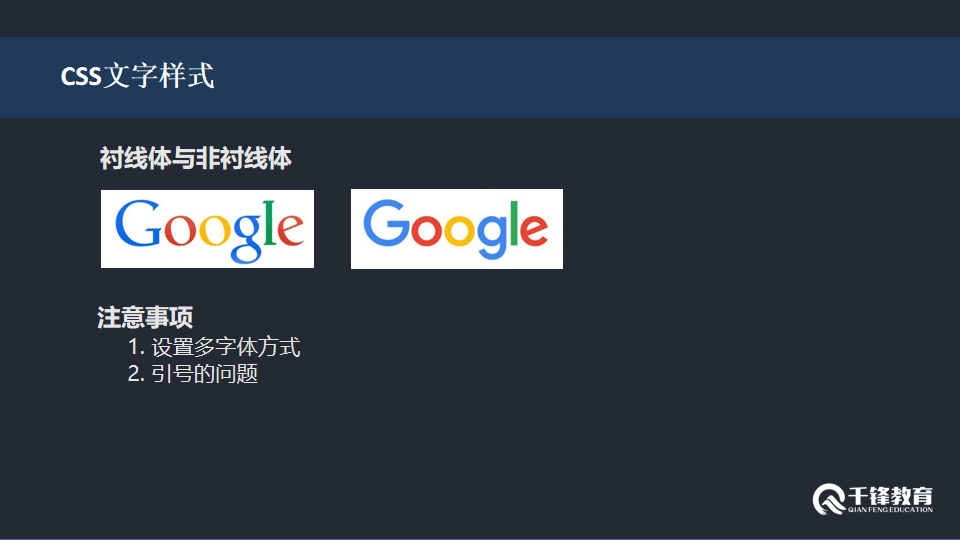 CSS文字样式
衬线体与非衬线体
Google Google
注意事项
1. 设置多字体方式
2. 引号的问题
千锋教育
QIAN FENG EDUCATION